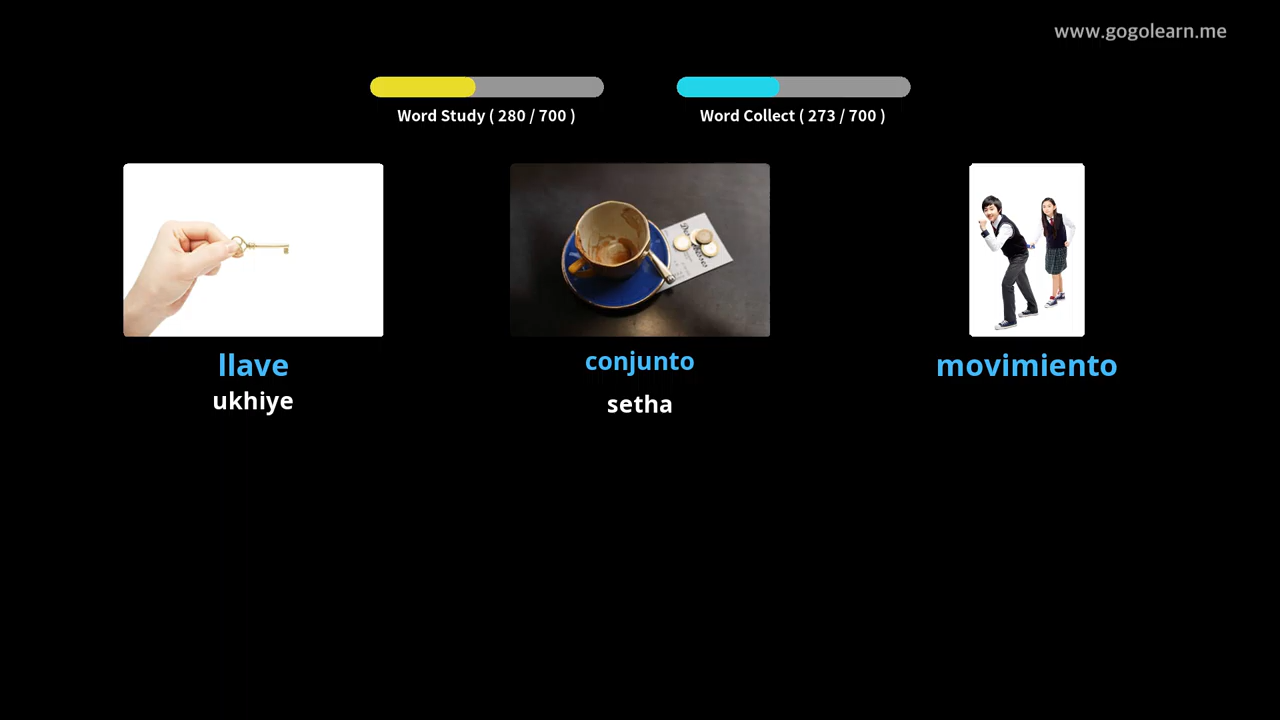 www.gogolearn.me
Word Study ( 280 / 700 )
Word Collect ( 273 / 700 )
llave
ukhiye
conjunto
setha
movimiento